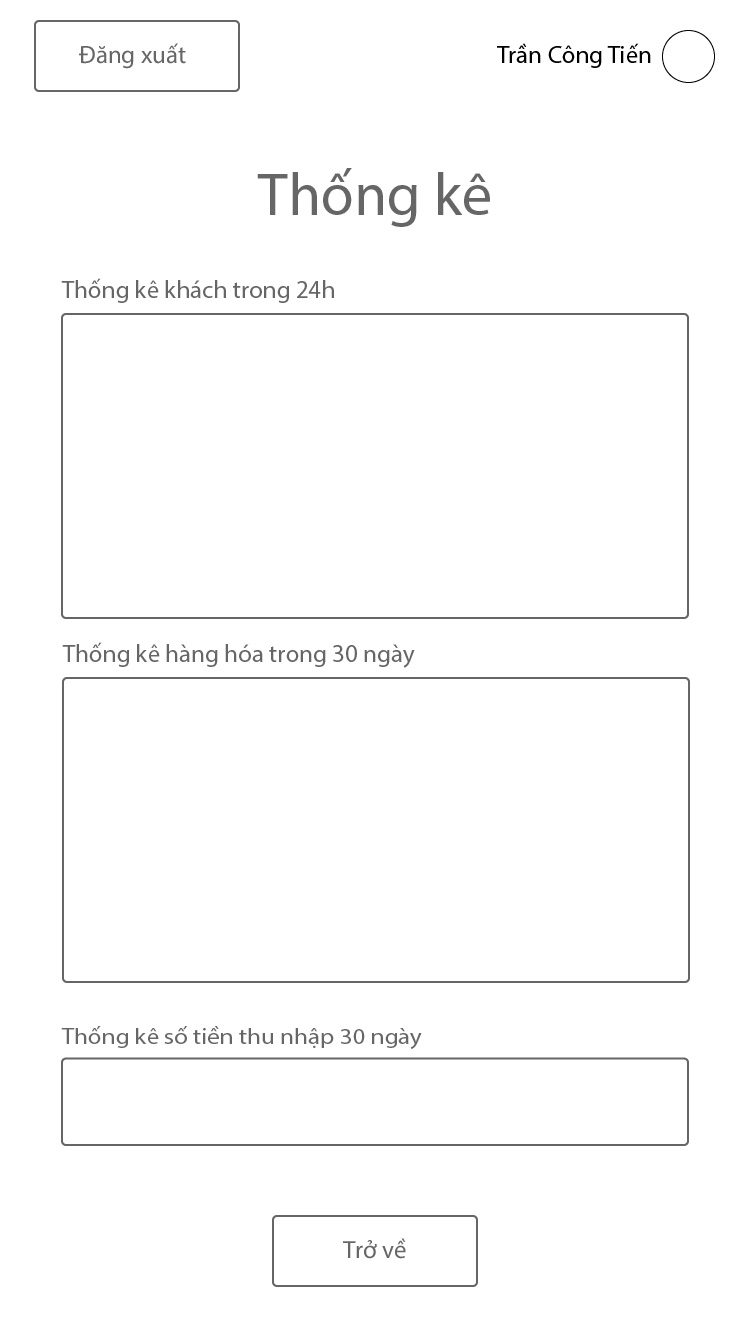 Đăng xuất
Trần Công Tiến
Thống kê
Thống kê khách trong 24h
Thống kê hàng hóa trong 30 ngày
Thống kê số tiền thu nhập 30 ngày
Trở về